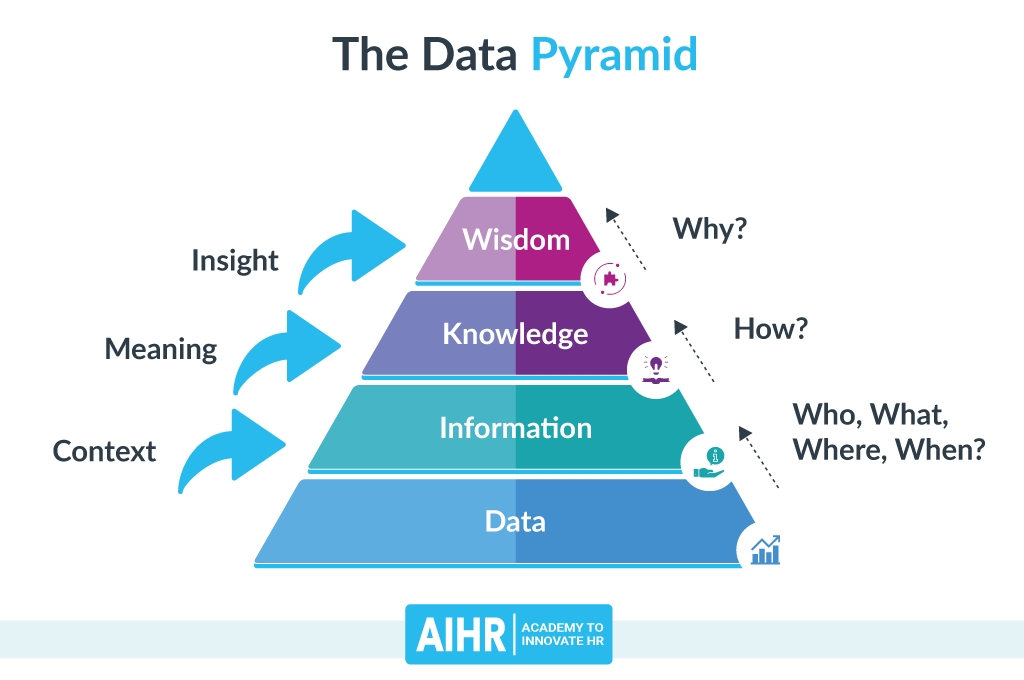 The Data Pyramid
Wisdom
Why?
Insight
Knowledge
How?
Meaning
Information
Who, What,
Where, When?
Context
Data
AIHR
ACADEMY TO
INNOVATE HR